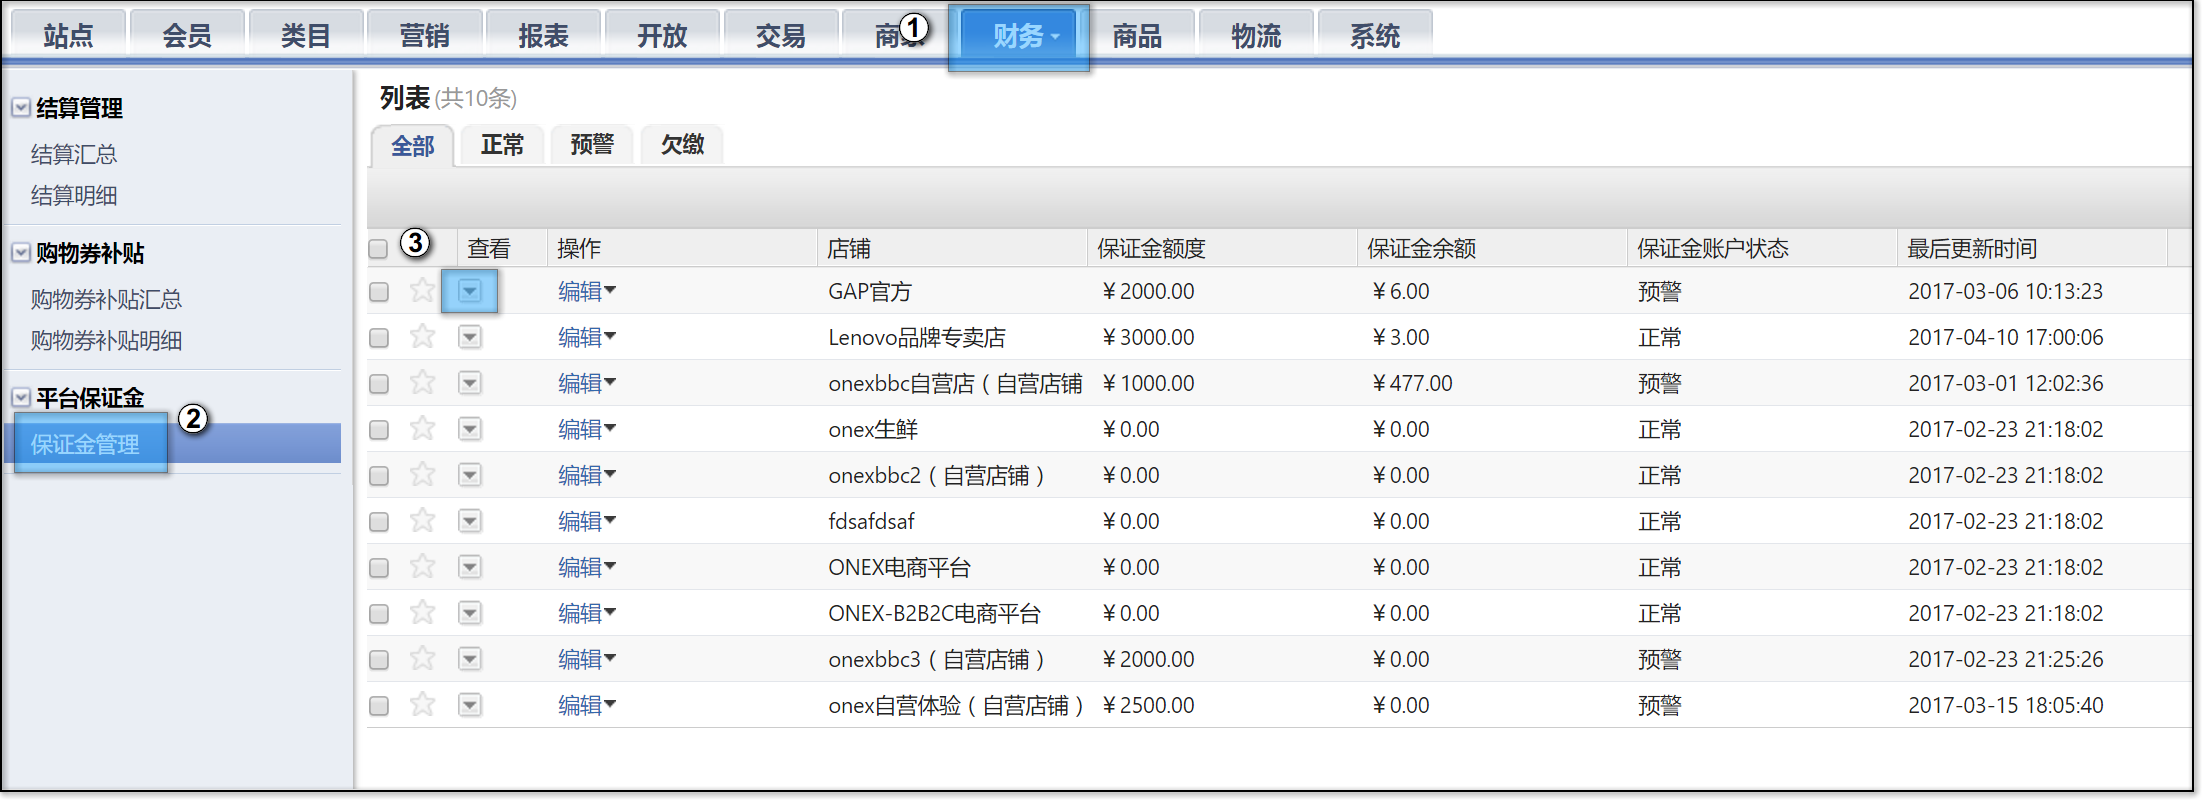 站点 会员 类目 营销 报表 开放 交易 商 ① 财务 商品 物流 系统
结算管理
结算汇总
结算明细
购物券补贴
购物券补贴汇总
购物券补贴明细
平台保证金
保证金管理 ②
列表(共10条)
全部 正常 预警 欠缴
③ 查看 操作 店铺 保证金额度 保证金余额 保证金账户状态 最后更新时间
编辑 GAP官方 ￥2000.00 ￥6.00 预警 2017-03-06 10:13:23
编辑 Lenovo品牌专卖店 ￥3000.00 ￥3.00 正常 2017-04-10 17:00:06
编辑 onexbbc自营店（自营店铺 ￥1000.00 ￥477.00 预警 2017-03-01 12:02:36
编辑 onex生鲜 ￥0.00 ￥0.00 正常 2017-02-23 21:18:02
编辑 onexbbc2（自营店铺） ￥0.00 ￥0.00 正常 2017-02-23 21:18:02
编辑 fdsafdsaf ￥0.00 ￥0.00 正常 2017-02-23 21:18:02
编辑 ONEX电商平台 ￥0.00 ￥0.00 正常 2017-02-23 21:18:02
编辑 ONEX-B2B2C电商平台 ￥0.00 ￥0.00 正常 2017-02-23 21:18:02
编辑 onexbbc3（自营店铺） ￥2000.00 ￥0.00 预警 2017-02-23 21:25:26
编辑 onex自营体验（自营店铺） ￥2500.00 ￥0.00 预警 2017-03-15 18:05:40